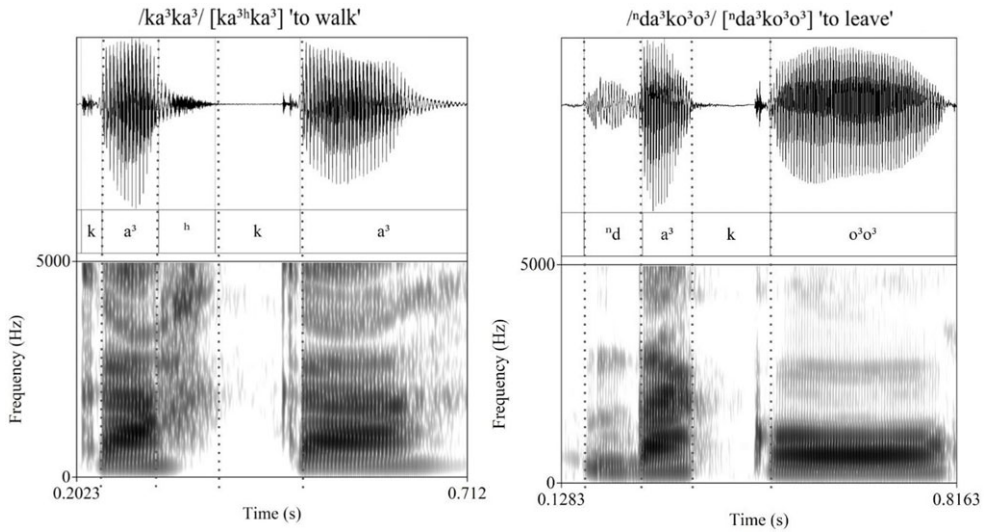 /ka³ka³/ [ka³ʰka³] 'to walk'
k a³ ʰ k a³
5000
Frequency (Hz)
0
0.2023 0.712
Time (s)
/ⁿda³ko³o³/ [ⁿda³ko³o³] 'to leave'
ⁿd a³ k o³o³
5000
Frequency (Hz)
0
0.1283 0.8163
Time (s)